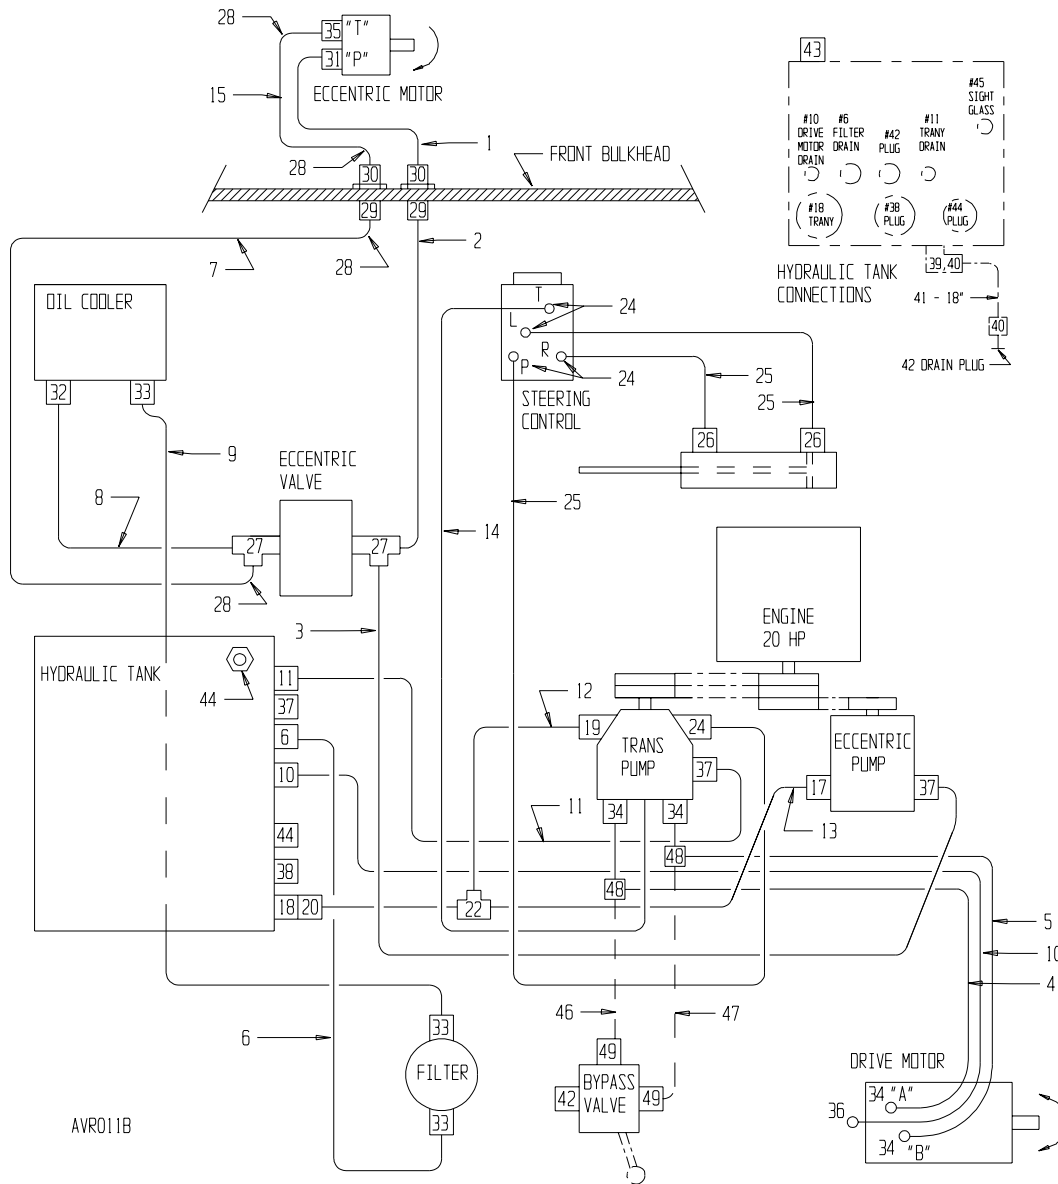 28
35 "T"
31 "P"
ECCENTRIC MOTOR
15
1
28
30
30
FRONT BULKHEAD
29
29
7
28
2
43
#45
SIGHT
GLASS
#10
DRIVE
MOTOR
DRAIN
#6
FILTER
DRAIN
#42
PLUG
#11
TRANY
DRAIN
#18
TRANY
#38
PLUG
#44
PLUG
HYDRAULIC TANK
CONNECTIONS
39
40
41 - 18"
40
42 DRAIN PLUG
OIL COOLER
32
33
T
L
R
P
24
24
STEERING
CONTROL
25
25
26
26
9
8
ECCENTRIC
VALVE
27
27
28
14
25
3
ENGINE
20 HP
HYDRAULIC TANK
44
11
37
6
10
44
38
18
20
12
19
24
TRANS
PUMP
37
34
34
11
ECCENTRIC
PUMP
17
37
13
48
48
22
5
10
4
46
47
6
33
FILTER
33
49
42
BYPASS
VALVE
49
DRIVE MOTOR
34 "A"
36
34 "B"
AVR011B